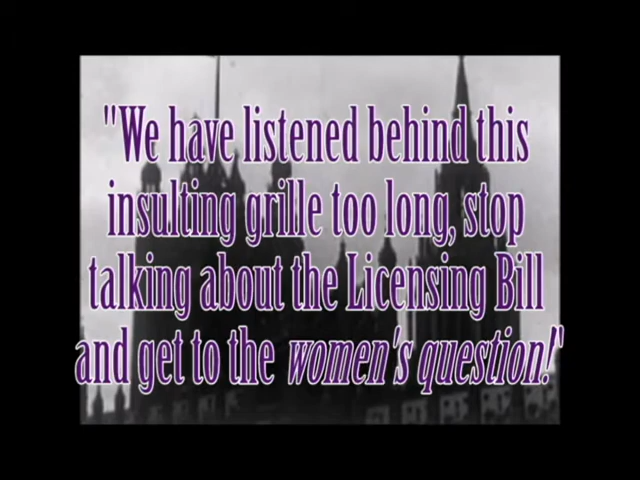 "We have listened behind this
insulting grille too long, stop
talking about the Licensing Bill
and get to the women's question!"